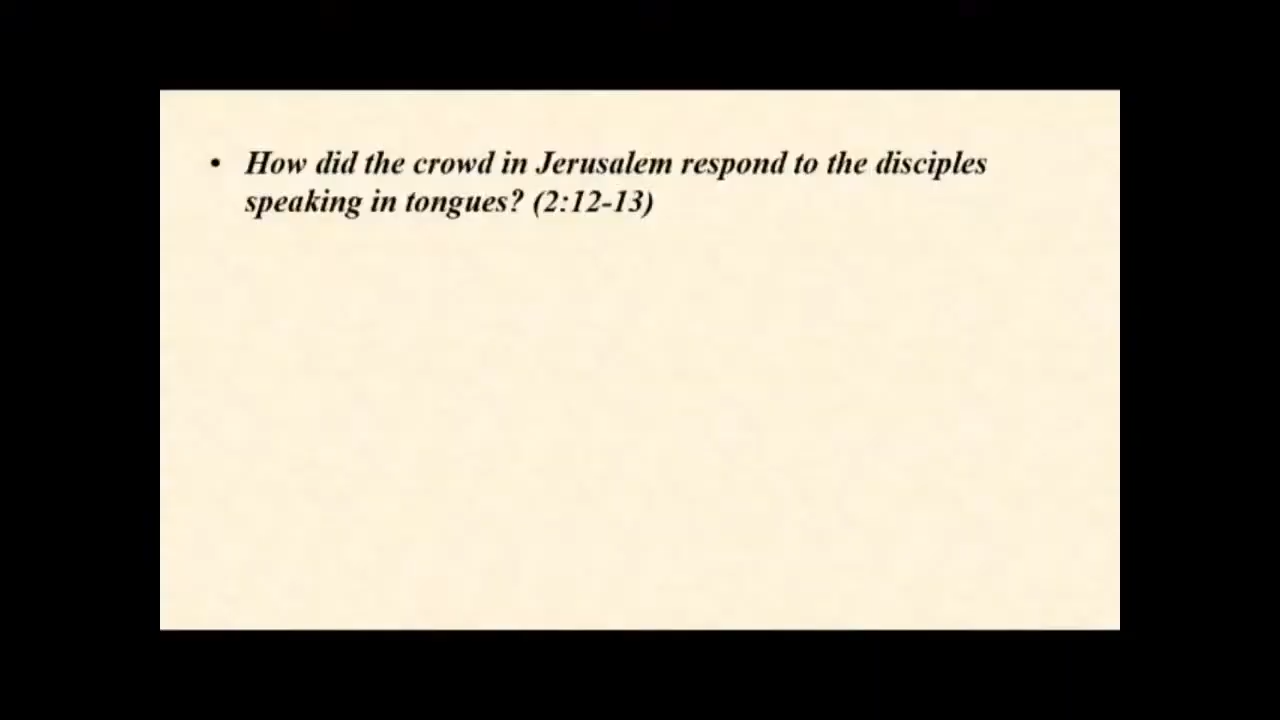 • How did the crowd in Jerusalem respond to the disciples
speaking in tongues? (2:12-13)